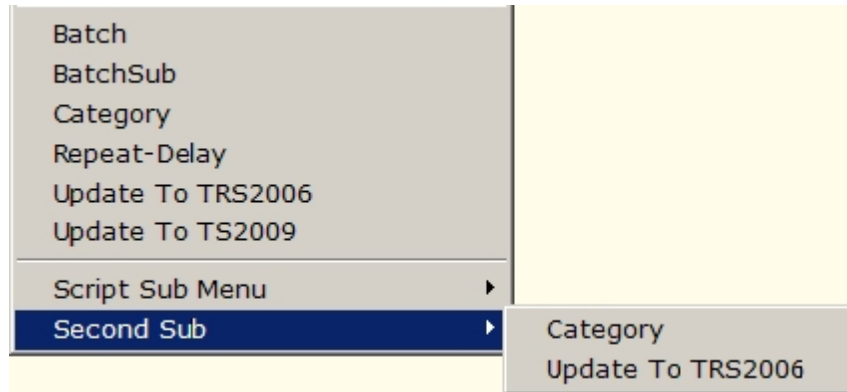 Batch
BatchSub
Category
Repeat-Delay
Update To TRS2006
Update To TS2009
Script Sub Menu
Second Sub
Category
Update To TRS2006